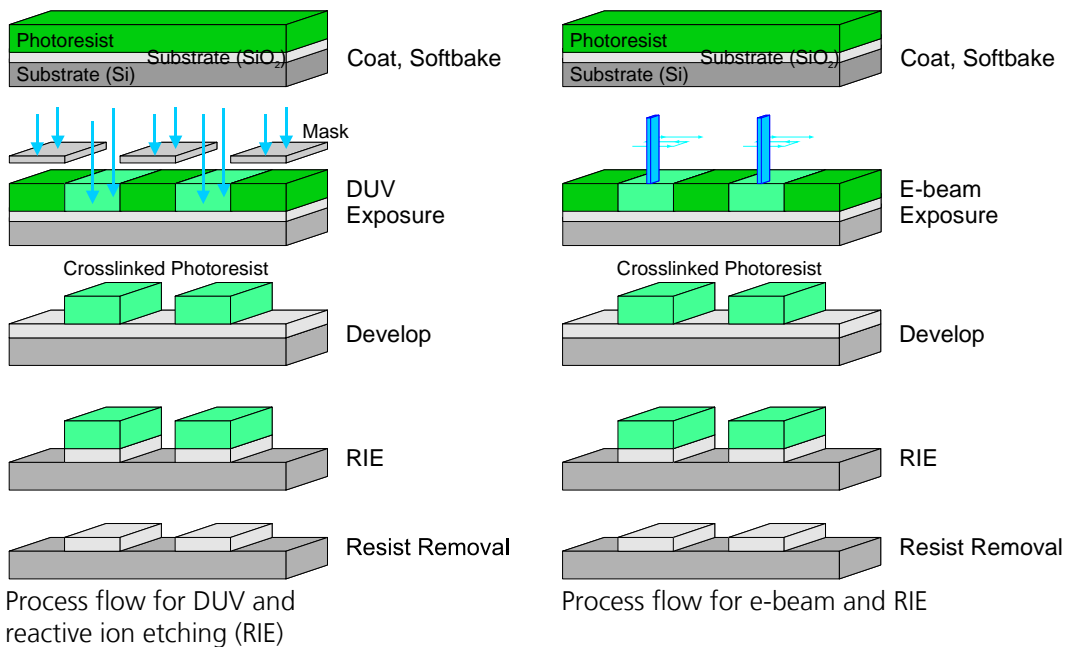 Photoresist
Substrate (SiO₂)
Substrate (Si)
Coat, Softbake
Mask
DUV
Exposure
Crosslinked Photoresist
Develop
RIE
Resist Removal
Process flow for DUV and
reactive ion etching (RIE)
Photoresist
Substrate (SiO₂)
Substrate (Si)
Coat, Softbake
E-beam
Exposure
Crosslinked Photoresist
Develop
RIE
Resist Removal
Process flow for e-beam and RIE